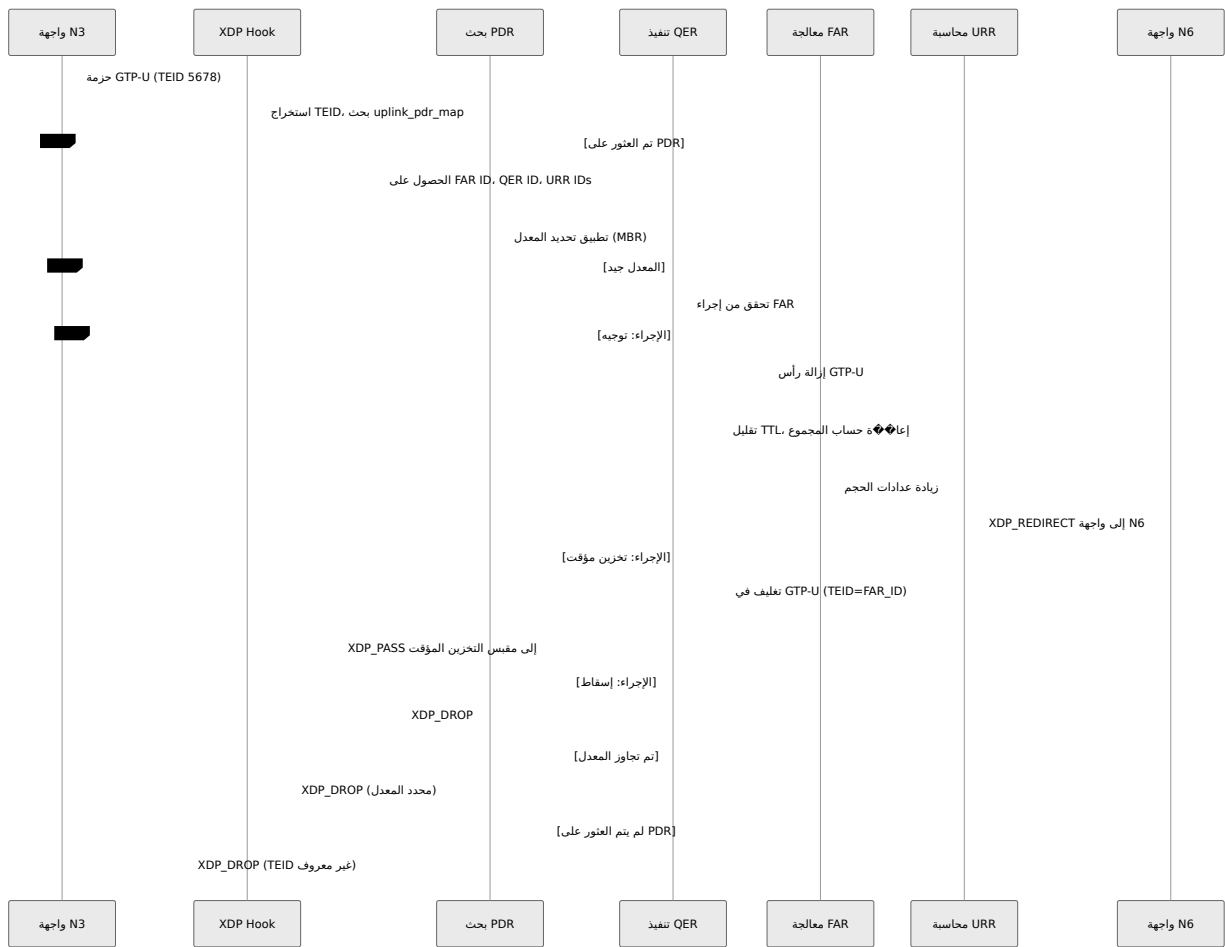 واجهة N3
XDP Hook
بحث PDR
تنفيذ QER
معالجة FAR
محاسبة URR
واجهة N6
حزمة GTP-U (TEID 5678)
استخراج TEID، بحث uplink_pdr_map
[تم العثور على PDR]
الحصول على FAR ID، QER ID، URR IDs
تطبيق تحديد المعدل (MBR)
[المعدل جيد]
تحقق من إجراء FAR
[الإجراء: توجيه]
إزالة رأس GTP-U
تقليل TTL، إعا��ة حساب المجموع
زيادة عدادات الحجم
XDP_REDIRECT إلى واجهة N6
[الإجراء: تخزين مؤقت]
تغليف في GTP-U (TEID=FAR_ID)
XDP_PASS إلى مقبس التخزين المؤقت
[الإجراء: إسقاط]
XDP_DROP
[تم تجاوز المعدل]
XDP_DROP (محدد المعدل)
[لم يتم العثور على PDR]
XDP_DROP (TEID غير معروف)
واجهة N3
XDP Hook
بحث PDR
تنفيذ QER
معالجة FAR
محاسبة URR
واجهة N6